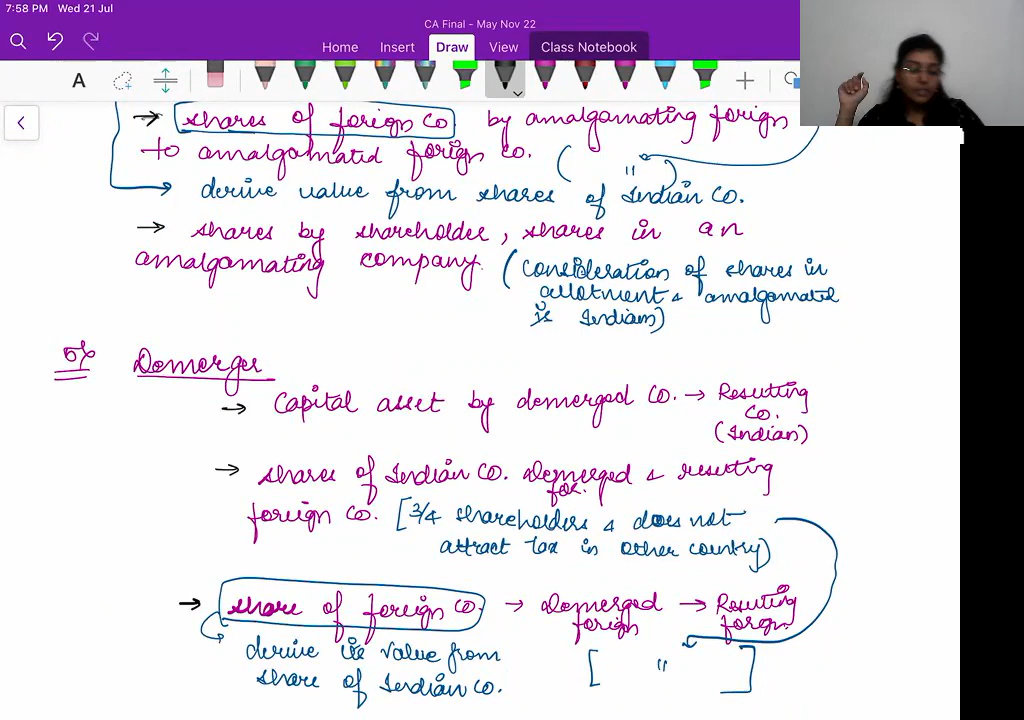 7:58 PM Wed 21 Jul
CA Final - May Nov 22
Home Insert Draw View Class Notebook
A
→ shares of foreign Co. by amalgamating foreign
to amalgamated foreign Co. ( " )
→ derive value from shares of Indian Co.
→ shares by shareholder, shares in an
amalgamating company. (consideration of shares in
allotment & amalgamated
is Indian)
5% Demerger
→ Capital asset by demerged Co. → Resulting
Co.
(Indian)
→ shares of Indian Co. Demerged & resulting
for.
foreign Co. [3/4 shareholders & does not
attract tax in other country)
→ share of foreign Co. → Demerged → Resulting
foreign foreign
derive its value from [ " ]
share of Indian Co.